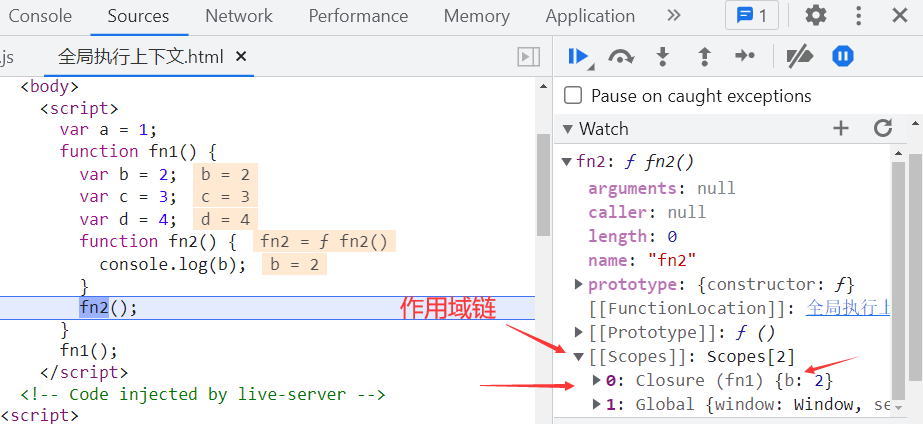 Console Sources Network Performance Memory Application » 1
.js 全局执行上下文.html ×
<body>
<script>
var a = 1;
function fn1() {
var b = 2; b = 2
var c = 3; c = 3
var d = 4; d = 4
function fn2() { fn2 = ƒ fn2()
console.log(b); b = 2
}
fn2();
}
fn1();
</script>
<!-- Code injected by live-server -->
<script>
作用域链
Pause on caught exceptions
▼ Watch
▼fn2: ƒ fn2()
arguments: null
caller: null
length: 0
name: "fn2"
▶prototype: {constructor: ƒ}
[[FunctionLocation]]: 全局执行上
▶[[Prototype]]: ƒ ()
▼[[Scopes]]: Scopes[2]
▶0: Closure (fn1) {b: 2}
▶1: Global {window: Window, se